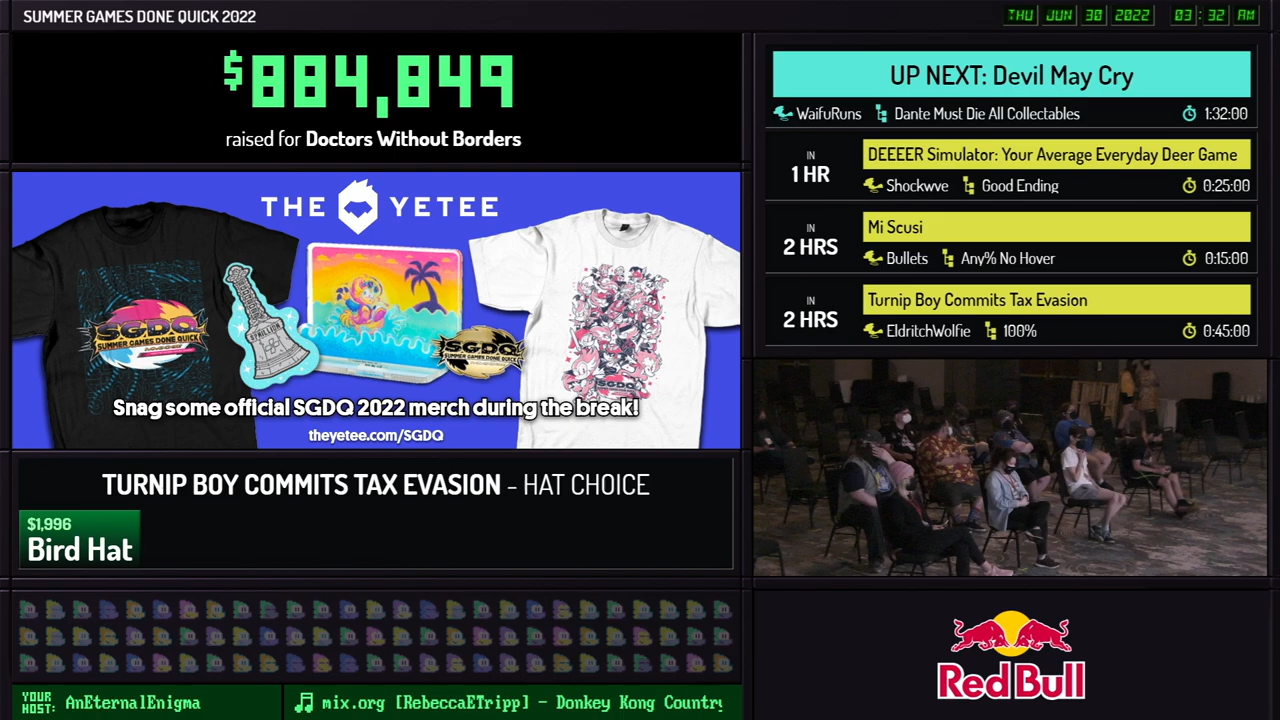 SUMMER GAMES DONE QUICK 2022
THU JUN 30 2022 03:32 AM
$884,849
raised for Doctors Without Borders
THE YETEE
SGDQ
SUMMER GAMES DONE QUICK
SGDQ
SUMMER GAMES DONE QUICK
SGDQ
Snag some official SGDQ 2022 merch during the break!
theyetee.com/SGDQ
TURNIP BOY COMMITS TAX EVASION - HAT CHOICE
$1,996
Bird Hat
YOUR HOST: AnEternalEnigma
mix.org [RebeccaETripp] - Donkey Kong Country
UP NEXT: Devil May Cry
WaifuRuns Dante Must Die All Collectables 1:32:00
IN 1 HR
DEEEER Simulator: Your Average Everyday Deer Game
Shockwve Good Ending 0:25:00
IN 2 HRS
Mi Scusi
Bullets Any% No Hover 0:15:00
IN 2 HRS
Turnip Boy Commits Tax Evasion
EldritchWolfie 100% 0:45:00
Red Bull